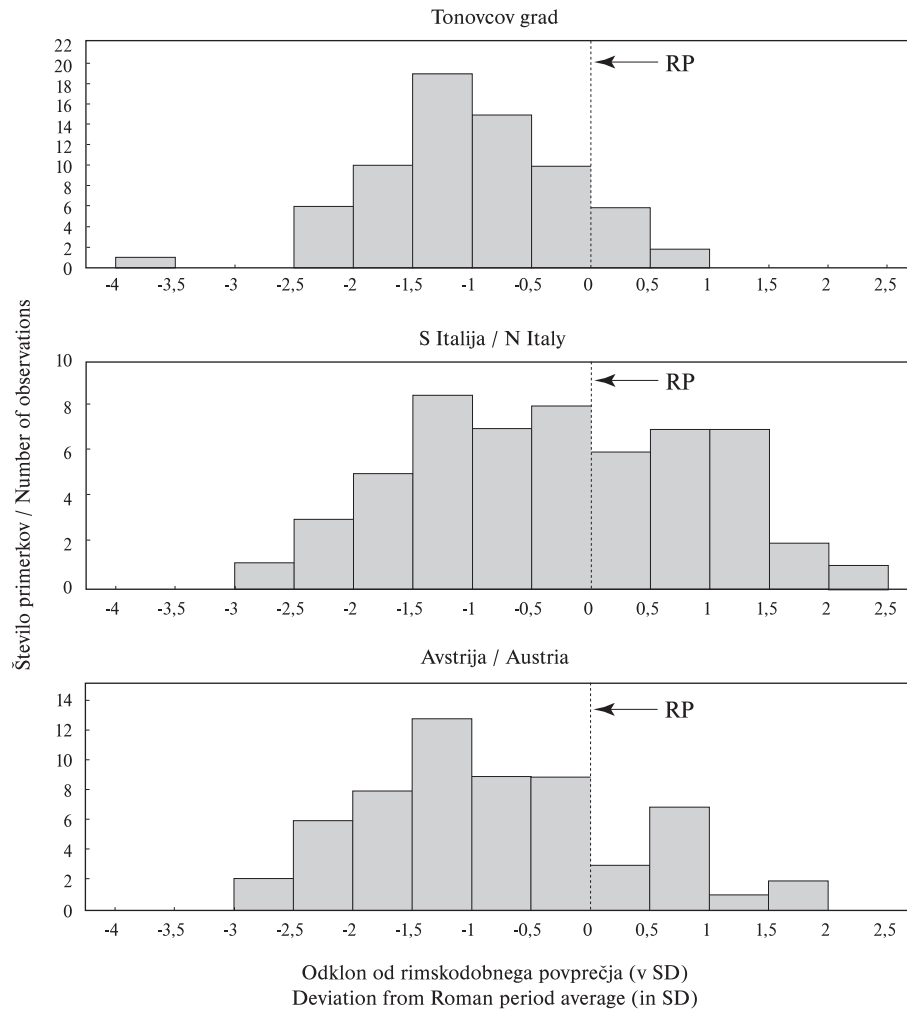 Tonovcov grad
22
20
18
16
14
12
10
8
6
4
2
0
RP
-4 -3,5 -3 -2,5 -2 -1,5 -1 -0,5 0 0,5 1 1,5 2 2,5
S Italija / N Italy
10
8
6
4
2
0
RP
-4 -3,5 -3 -2,5 -2 -1,5 -1 -0,5 0 0,5 1 1,5 2 2,5
Število primerkov / Number of observations
Avstrija / Austria
14
12
10
8
6
4
2
0
RP
-4 -3,5 -3 -2,5 -2 -1,5 -1 -0,5 0 0,5 1 1,5 2 2,5
Odklon od rimskodobnega povprečja (v SD)
Deviation from Roman period average (in SD)